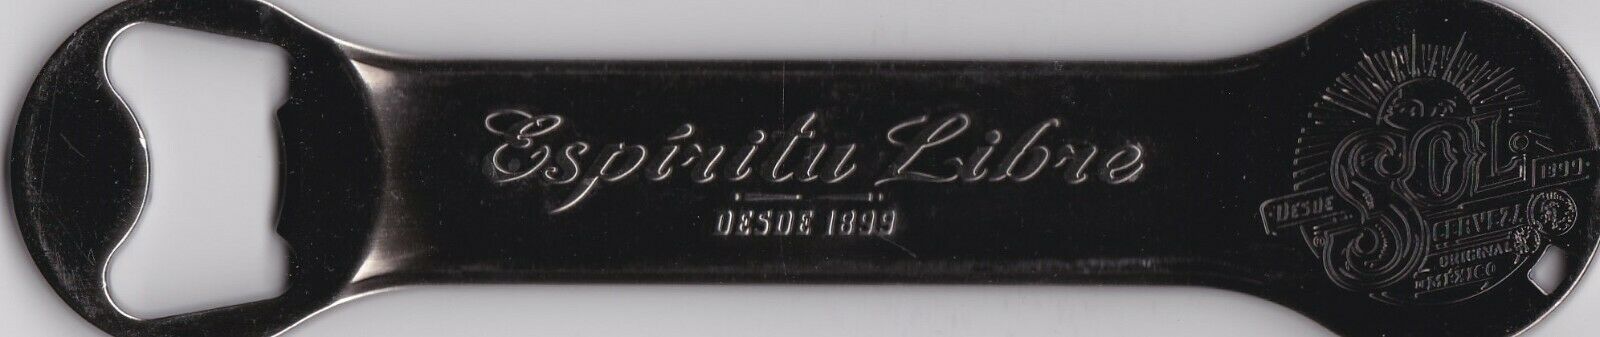 Espíritu Libre
DESDE 1899
SOL
DESDE 1899
CERVEZA
ORIGINAL
DE MÉXICO